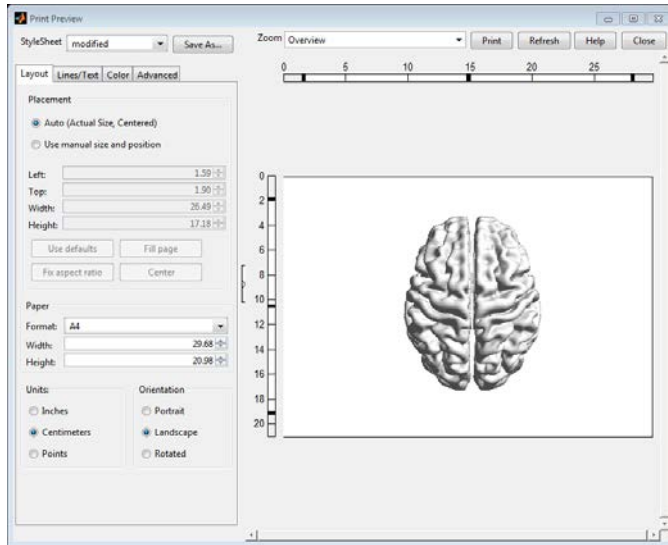 Print Preview
StyleSheet modified Save As...
Zoom Overview Print Refresh Help Close
Layout Lines/Text Color Advanced
Placement
Auto (Actual Size, Centered)
Use manual size and position
Left: 1.59
Top: 1.90
Width: 26.49
Height: 17.18
Use defaults Fill page
Fix aspect ratio Center
Paper
Format: A4
Width: 29.68
Height: 20.98
Units: Orientation
Inches Portrait
Centimeters Landscape
Points Rotated
0 5 10 15 20 25
0
2
4
6
8
10
12
14
16
18
20